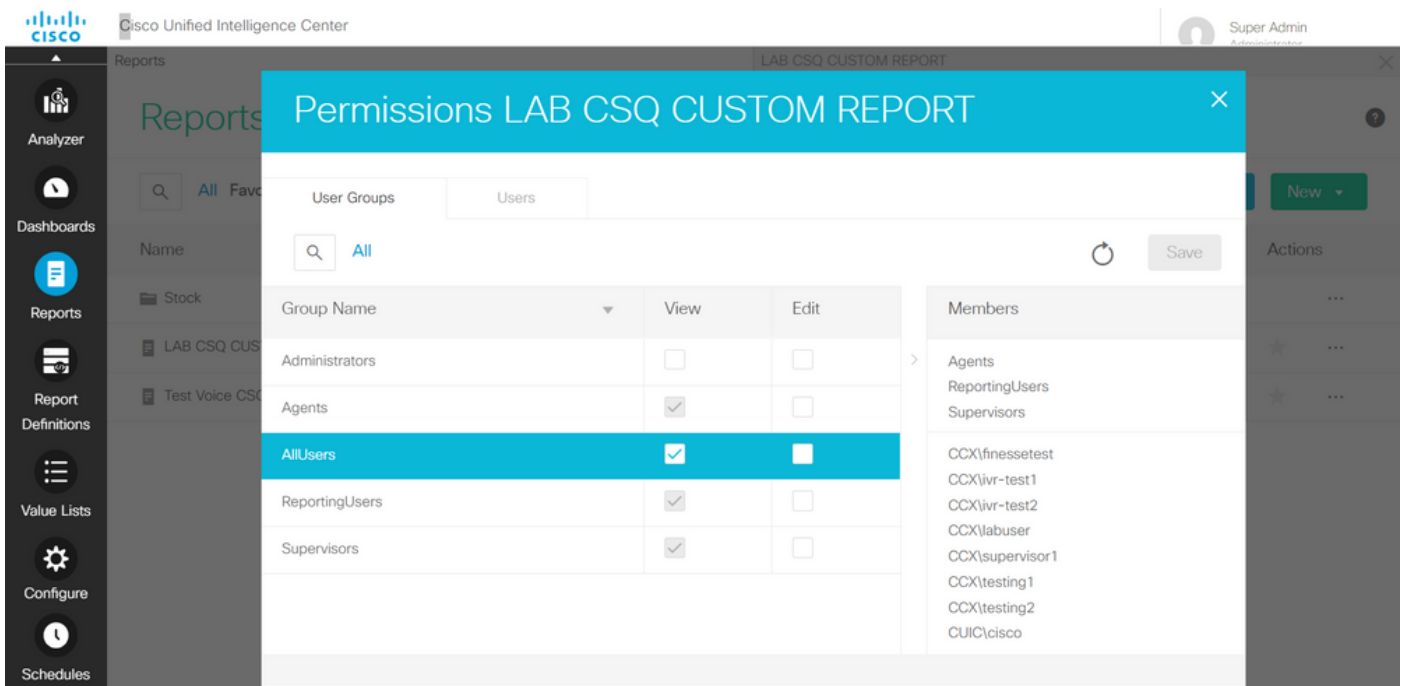 CISCO
Cisco Unified Intelligence Center
Super Admin
Administrator
Reports
LAB CSQ CUSTOM REPORT
Analyzer
Dashboards
Reports
Report
Definitions
Value Lists
Configure
Schedules
Reports
All Favo
New
Name
Actions
Stock
LAB CSQ CUS
Test Voice CSQ
Permissions LAB CSQ CUSTOM REPORT
User Groups
Users
All
Save
Group Name
View
Edit
Members
Administrators
Agents
AllUsers
ReportingUsers
Supervisors
Agents
ReportingUsers
Supervisors
CCX\finessetest
CCX\ivr-test1
CCX\ivr-test2
CCX\labuser
CCX\supervisor1
CCX\testing1
CCX\testing2
CUIC\cisco